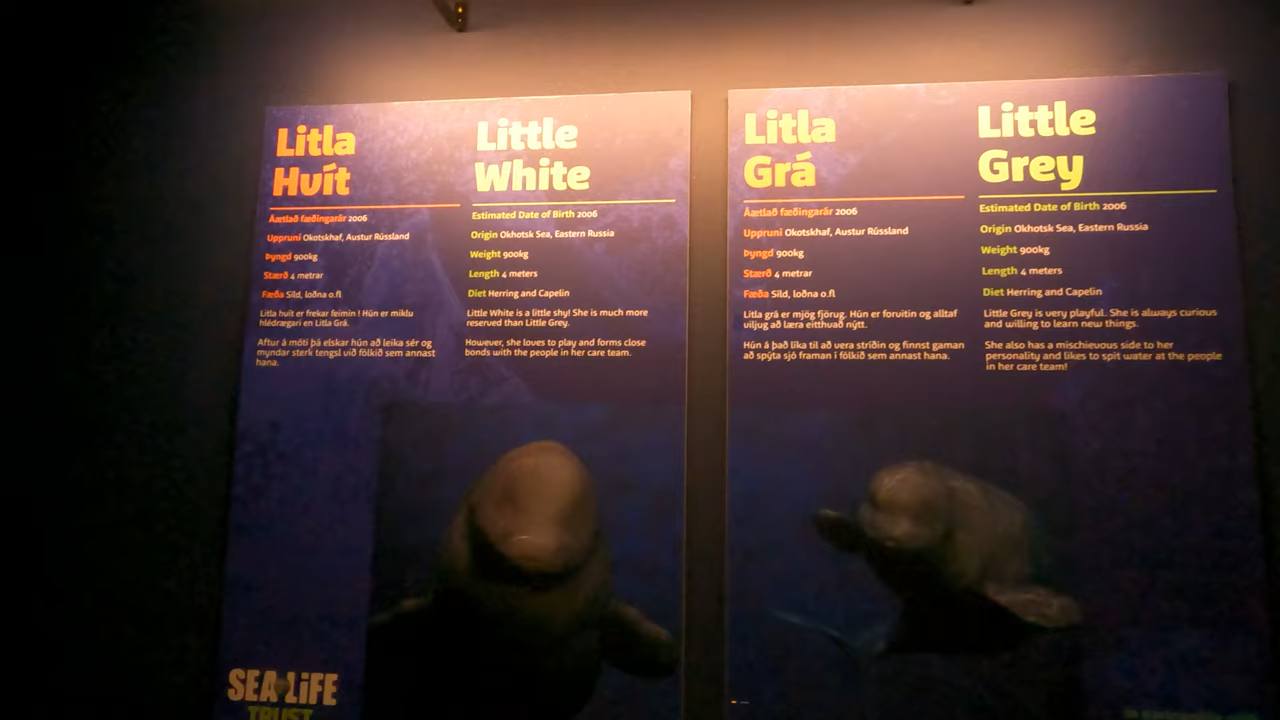 Litla
Hvít
Áætlað fæðingarár 2006
Uppruni Okotskhaf, Austur Rússland
Þyngd 900kg
Stærð 4 metrar
Fæða Síld, loðna o.fl
Litla hvít er frekar feimin ! Hún er miklu
hlédrægari en Litla Grá.
Aftur á móti þá elskar hún að leika sér og
myndar sterk tengsl við fólkið sem annast
hana.
Little
White
Estimated Date of Birth 2006
Origin Okhotsk Sea, Eastern Russia
Weight 900kg
Length 4 meters
Diet Herring and Capelin
Little White is a little shy! She is much more
reserved than Little Grey.
However, she loves to play and forms close
bonds with the people in her care team.
SEA LiFE
TRUST
Litla
Grá
Áætlað fæðingarár 2006
Uppruni Okotskhaf, Austur Rússland
Þyngd 900kg
Stærð 4 metrar
Fæða Síld, loðna o.fl
Litla grá er mjög fjörug. Hún er forvitin og alltaf
viljug að læra eitthvað nýtt.
Hún á það líka til að vera stríðin og finnst gaman
að spýta sjó framan í fólkið sem annast hana.
Little
Grey
Estimated Date of Birth 2006
Origin Okhotsk Sea, Eastern Russia
Weight 900kg
Length 4 meters
Diet Herring and Capelin
Little Grey is very playful. She is always curious
and willing to learn new things.
She also has a mischievous side to her
personality and likes to spit water at the people
in her care team!